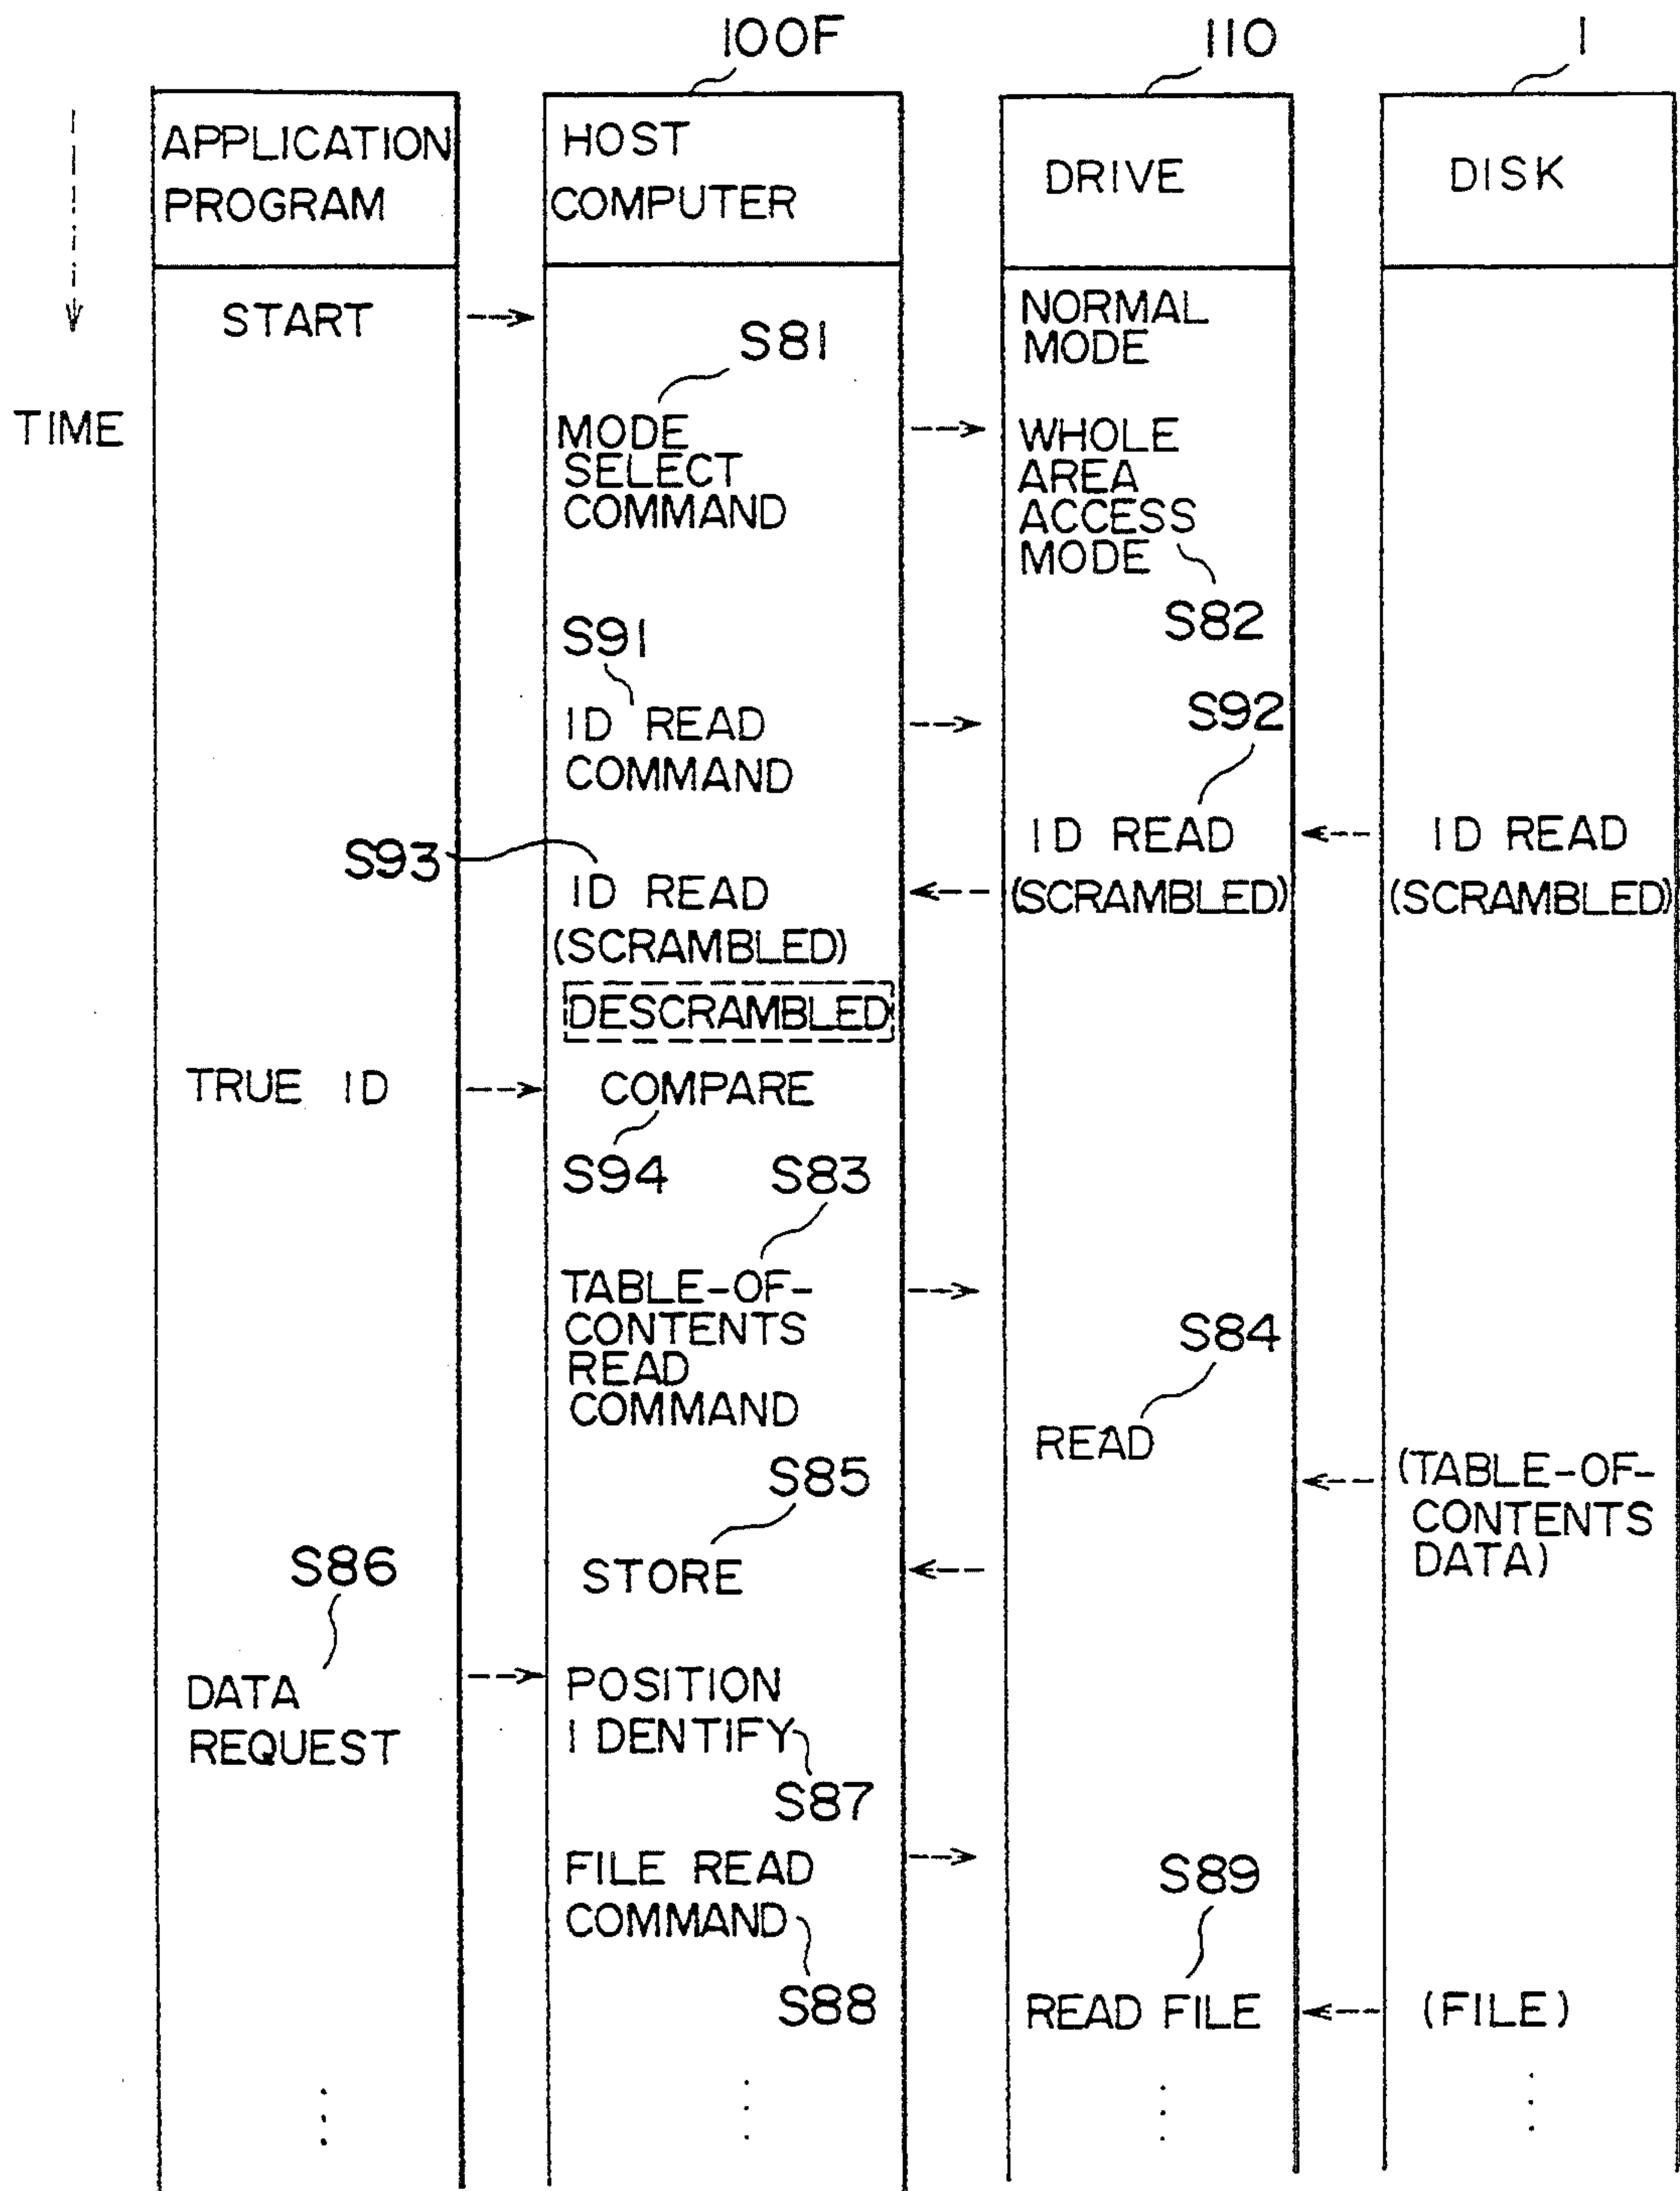 100F
110
1
APPLICATION
PROGRAM
HOST
COMPUTER
DRIVE
DISK
START
NORMAL
MODE
S81
TIME
MODE
SELECT
COMMAND
WHOLE
AREA
ACCESS
MODE
S82
S91
ID READ
COMMAND
S92
ID READ
(SCRAMBLED)
ID READ
(SCRAMBLED)
S93
ID READ
(SCRAMBLED)
DESCRAMBLED
TRUE ID
COMPARE
S94
S83
TABLE-OF-
CONTENTS
READ
COMMAND
S84
READ
(TABLE-OF-
CONTENTS
DATA)
S85
STORE
S86
DATA
REQUEST
POSITION
IDENTIFY
S87
FILE READ
COMMAND
S88
S89
READ FILE
(FILE)